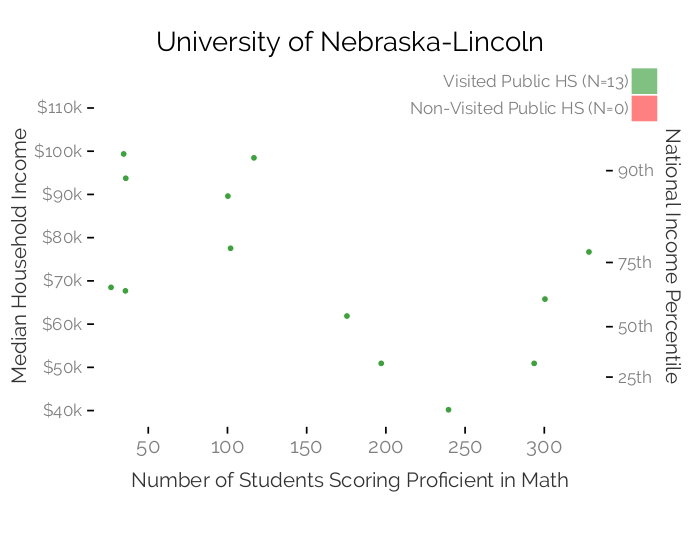 University of Nebraska-Lincoln
Visited Public HS (N=13)
Non-Visited Public HS (N=0)
Median Household Income
$110k
$100k
$90k
$80k
$70k
$60k
$50k
$40k
National Income Percentile
90th
75th
50th
25th
50
100
150
200
250
300
Number of Students Scoring Proficient in Math